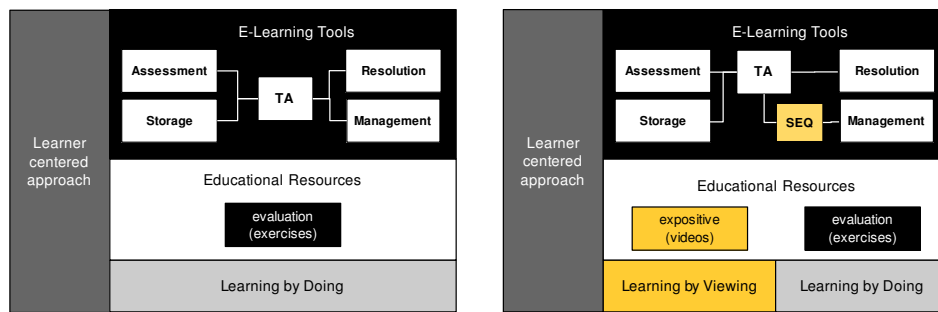 Learner
centered
approach
E-Learning Tools
Assessment
Resolution
TA
Storage
Management
Educational Resources
evaluation
(exercises)
Learning by Doing
Learner
centered
approach
E-Learning Tools
Assessment
TA
Resolution
Storage
SEQ
Management
Educational Resources
expositive
(videos)
evaluation
(exercises)
Learning by Viewing
Learning by Doing